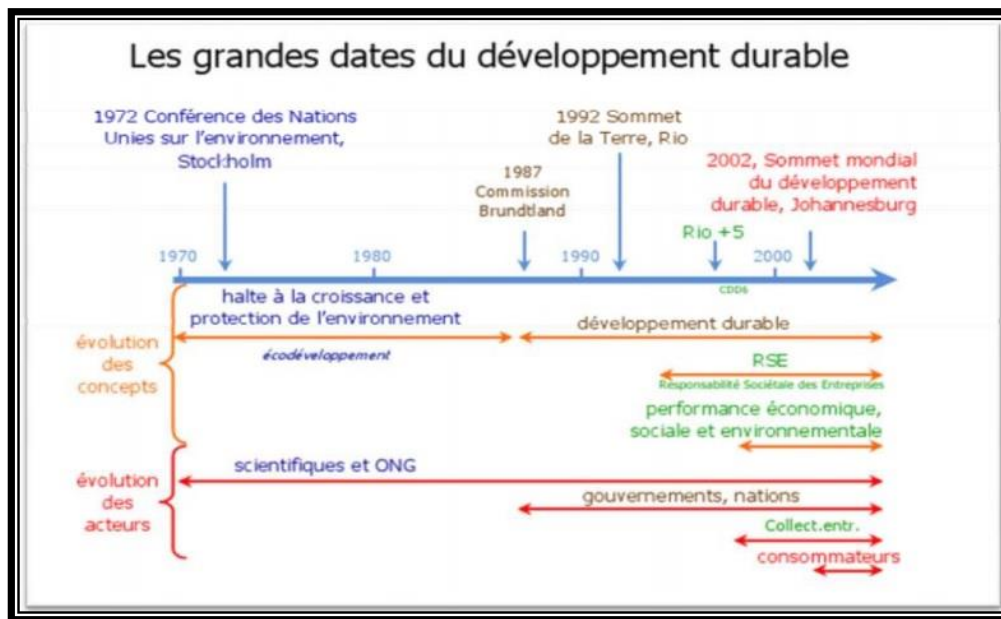 Les grandes dates du développement durable
1972 Conférence des Nations
Unies sur l'environnement,
Stockholm
1992 Sommet
de la Terre, Rio
1987
Commission
Brundtland
2002, Sommet mondial
du développement
durable, Johannesburg
Rio +5
1970
1980
1990
2000
CDD6
halte à la croissance et
protection de l'environnement
développement durable
évolution
des
concepts
écodéveloppement
RSE
Responsabilité Sociétale des Entreprises
performance économique,
sociale et environnementale
scientifiques et ONG
évolution
des
acteurs
gouvernements, nations
Collect.entr.
consommateurs